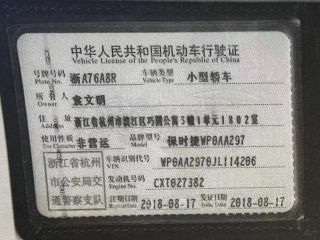 中华人民共和国机动车行驶证
Vehicle License of the People's Republic of China
号牌号码 浙A76A8R 车辆类型 小型轿车
Plate No. Vehicle Type
所有人 袁文明
Owner
住址 浙江省杭州市滨江区巧园公寓3幢1单元1802室
Address
使用性质 非营运 品牌型号 保时捷WP0AA297
Use Character Model
浙江省杭州 车辆识别代号 WP0AA2970JL114206
VIN
市公安局交 发动机号码 CXT027382
Engine No.
通警察支队 注册日期 2018-08-17 发证日期 2018-08-17